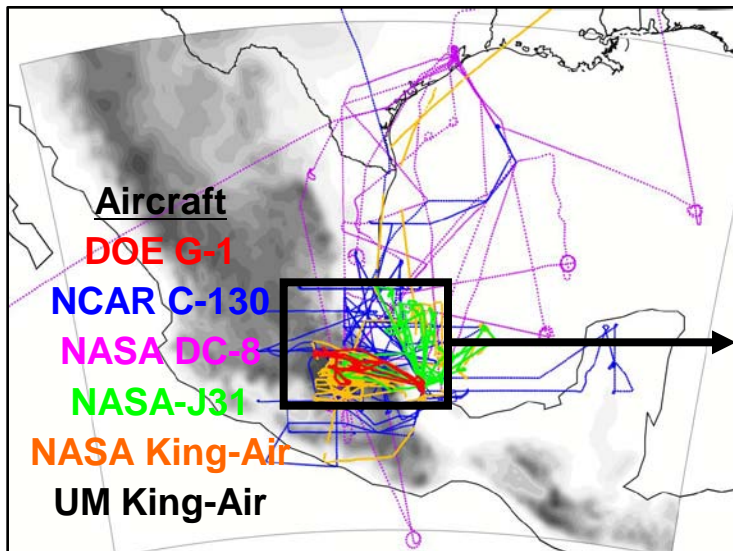 Aircraft
DOE G-1
NCAR C-130
NASA DC-8
NASA-J31
NASA King-Air
UM King-Air